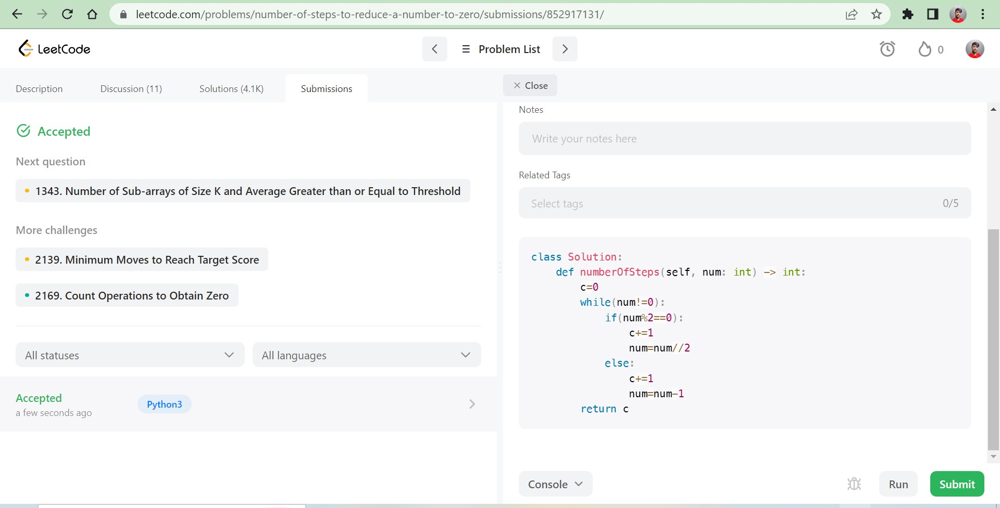 leetcode.com/problems/number-of-steps-to-reduce-a-number-to-zero/submissions/852917131/
LeetCode
Problem List
0
Description
Discussion (11)
Solutions (4.1K)
Submissions
Accepted
Next question
1343. Number of Sub-arrays of Size K and Average Greater than or Equal to Threshold
More challenges
2139. Minimum Moves to Reach Target Score
2169. Count Operations to Obtain Zero
All statuses
All languages
Accepted
a few seconds ago
Python3
Close
Notes
Write your notes here
Related Tags
Select tags
0/5
class Solution:
    def numberOfSteps(self, num: int) -> int:
        c=0
        while(num!=0):
            if(num%2==0):
                c+=1
                num=num//2
            else:
                c+=1
                num=num-1
        return c
Console
Run
Submit